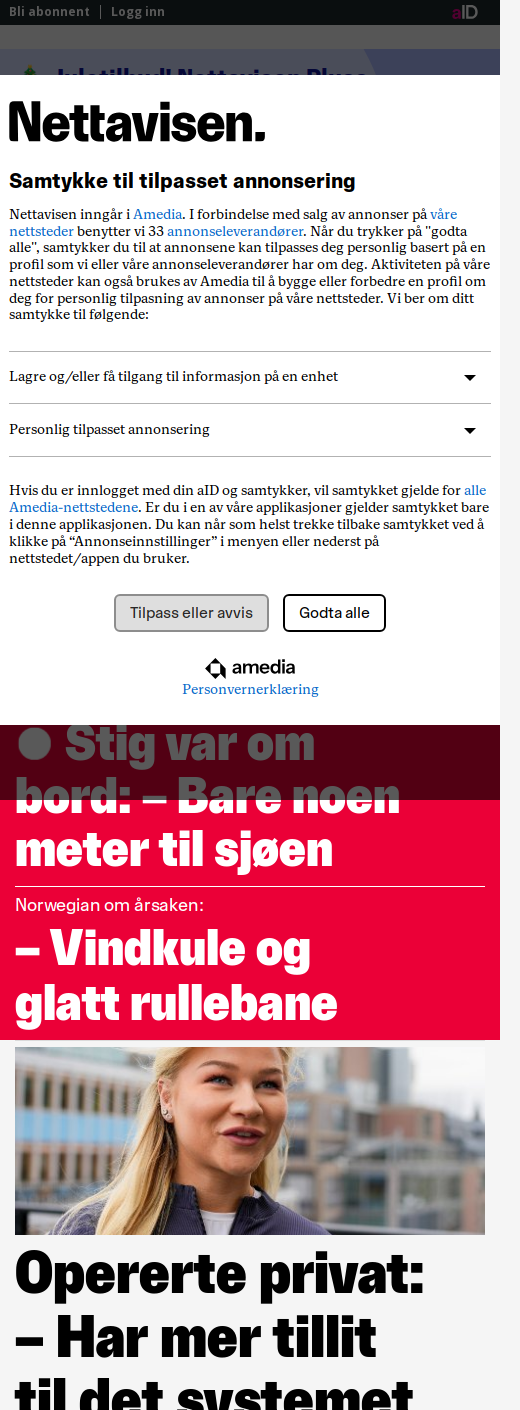 Bli abonnent | Logg inn
aID
Juletilbud! Nettavisen Pluss
Nettavisen.
Samtykke til tilpasset annonsering
Nettavisen inngår i Amedia. I forbindelse med salg av annonser på våre
nettsteder benytter vi 33 annonseleverandører. Når du trykker på "godta
alle", samtykker du til at annonsene kan tilpasses deg personlig basert på en
profil som vi eller våre annonseleverandører har om deg. Aktiviteten på våre
nettsteder kan også brukes av Amedia til å bygge eller forbedre en profil om
deg for personlig tilpasning av annonser på våre nettsteder. Vi ber om ditt
samtykke til følgende:
Lagre og/eller få tilgang til informasjon på en enhet
Personlig tilpasset annonsering
Hvis du er innlogget med din aID og samtykker, vil samtykket gjelde for alle
Amedia-nettstedene. Er du i en av våre applikasjoner gjelder samtykket bare
i denne applikasjonen. Du kan når som helst trekke tilbake samtykket ved å
klikke på “Annonseinnstillinger” i menyen eller nederst på
nettstedet/appen du bruker.
Tilpass eller avvis
Godta alle
amedia
Personvernerklæring
Stig var om
bord: – Bare noen
meter til sjøen
Norwegian om årsaken:
– Vindkule og
glatt rullebane
Opererte privat:
– Har mer tillit
til det systemet